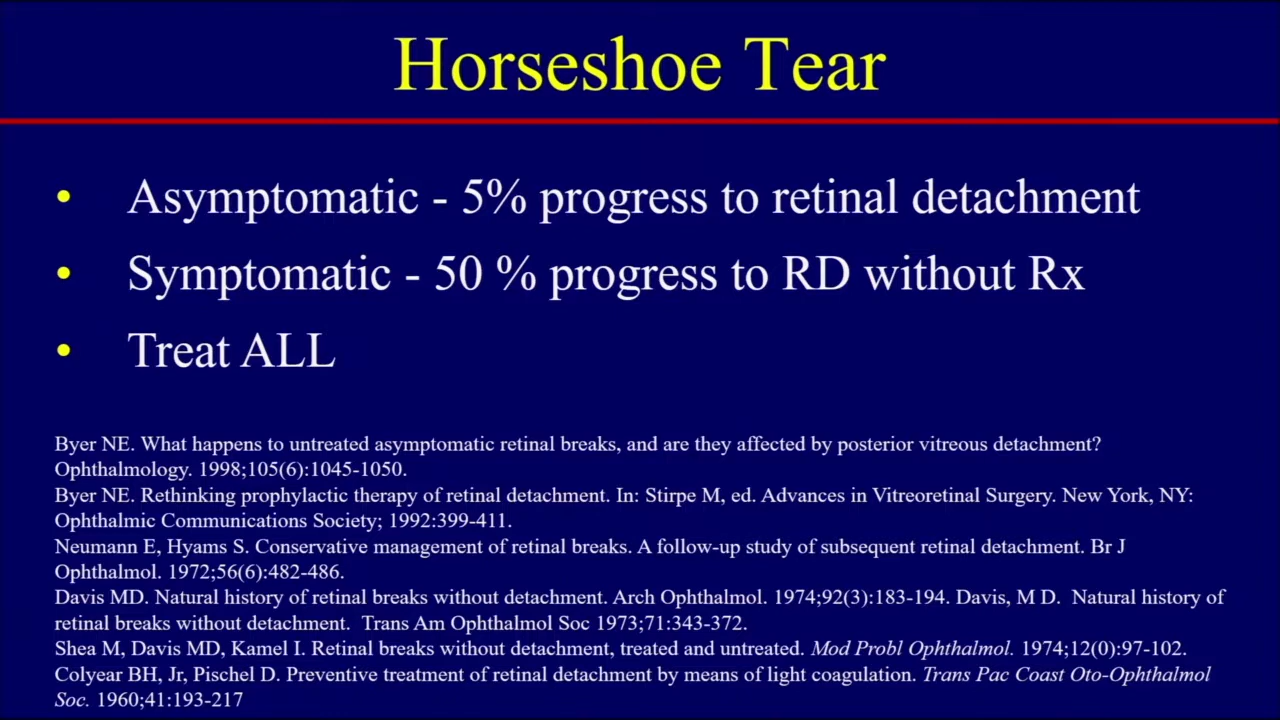 Horseshoe Tear
• Asymptomatic - 5% progress to retinal detachment
• Symptomatic - 50 % progress to RD without Rx
• Treat ALL
Byer NE. What happens to untreated asymptomatic retinal breaks, and are they affected by posterior vitreous detachment?
Ophthalmology. 1998;105(6):1045-1050.
Byer NE. Rethinking prophylactic therapy of retinal detachment. In: Stirpe M, ed. Advances in Vitreoretinal Surgery. New York, NY:
Ophthalmic Communications Society; 1992:399-411.
Neumann E, Hyams S. Conservative management of retinal breaks. A follow-up study of subsequent retinal detachment. Br J
Ophthalmol. 1972;56(6):482-486.
Davis MD. Natural history of retinal breaks without detachment. Arch Ophthalmol. 1974;92(3):183-194. Davis, M D.  Natural history of
retinal breaks without detachment.  Trans Am Ophthalmol Soc 1973;71:343-372.
Shea M, Davis MD, Kamel I. Retinal breaks without detachment, treated and untreated. Mod Probl Ophthalmol. 1974;12(0):97-102.
Colyear BH, Jr, Pischel D. Preventive treatment of retinal detachment by means of light coagulation. Trans Pac Coast Oto-Ophthalmol
Soc. 1960;41:193-217